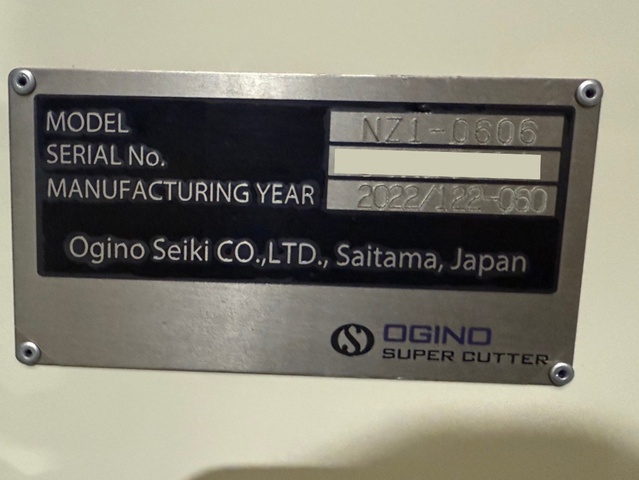 MODEL NZ1-0606
SERIAL No.
MANUFACTURING YEAR 2022/122-060
Ogino Seiki CO.,LTD., Saitama, Japan
OGINO
SUPER CUTTER